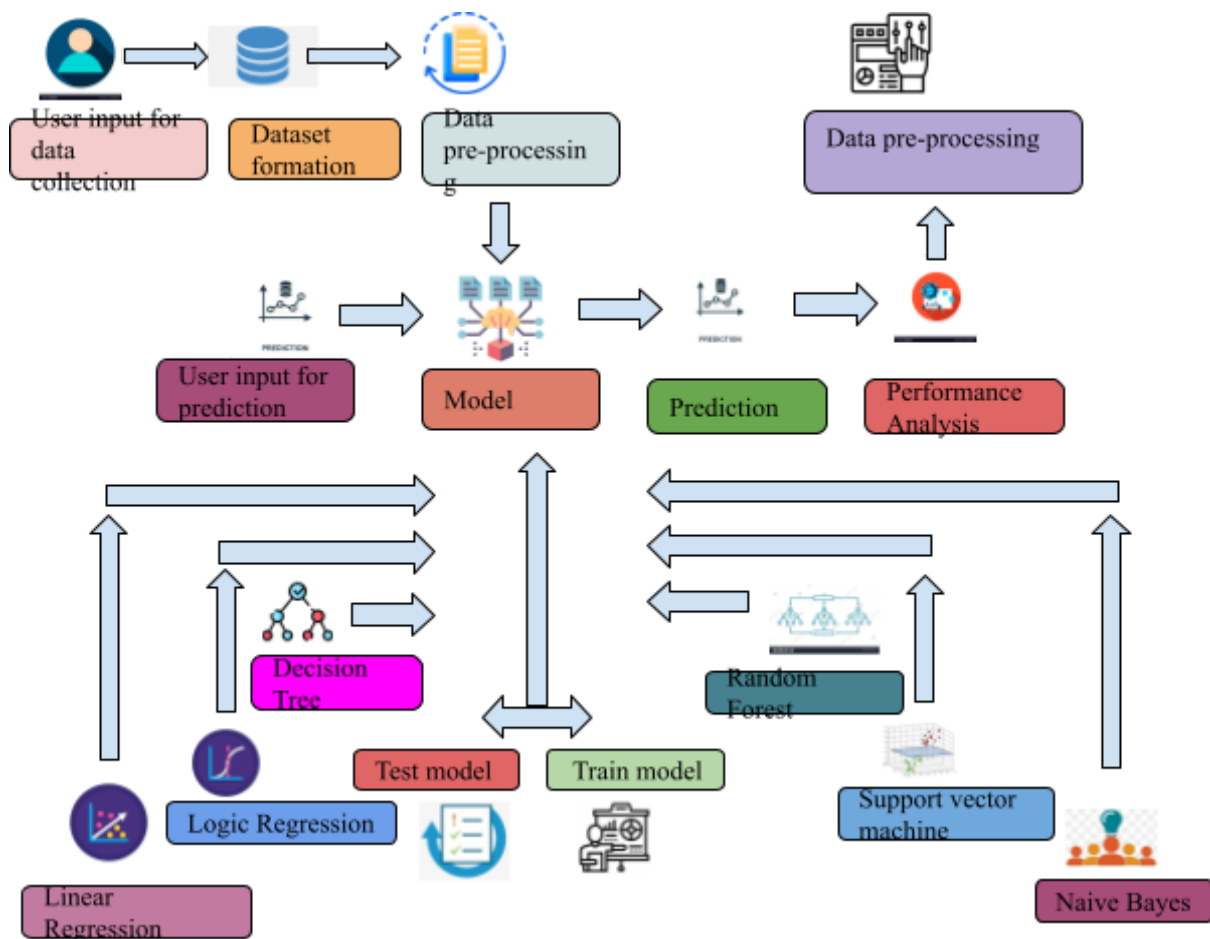 User input for
data
collection
Dataset
formation
Data
pre-processin
g
Data pre-processing
PREDICTION
PREDICTION
User input for
prediction
Model
Prediction
Performance
Analysis
Decision
Tree
Random
Forest
Test model
Train model
Logic Regression
Support vector
machine
Linear
Regression
Naive Bayes